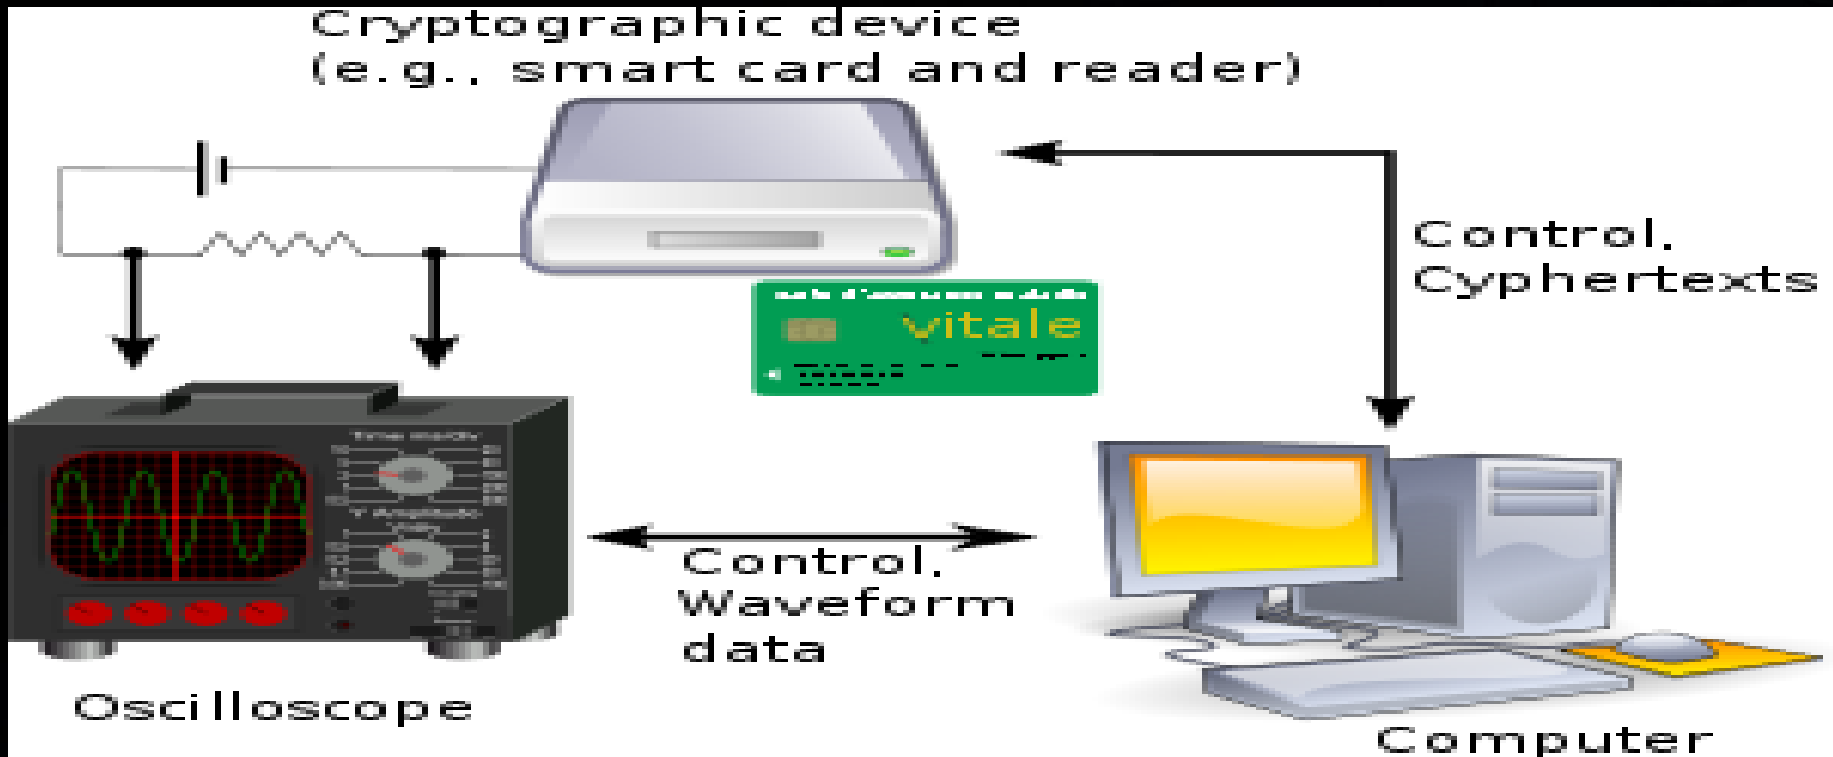 Cryptographic device
(e.g., smart card and reader)
Control,
Cyphertexts
vitale
Control,
Waveform
data
Oscilloscope
Computer